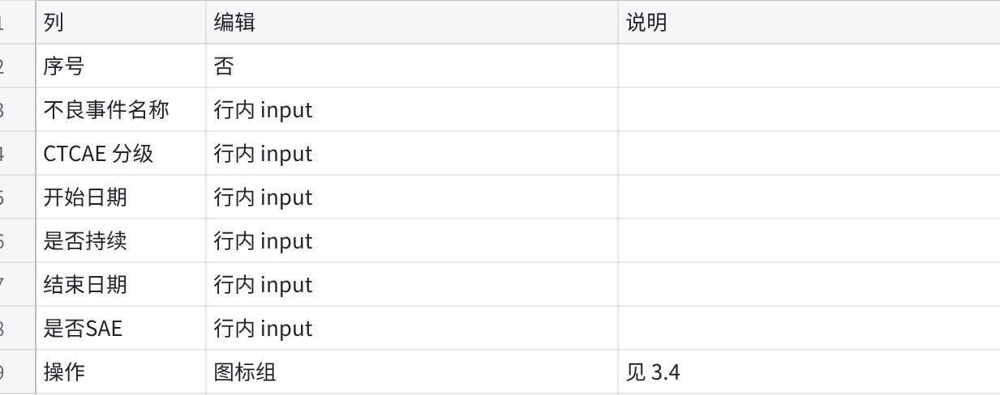 1 列 编辑 说明
2 序号 否
3 不良事件名称 行内 input
4 CTCAE 分级 行内 input
5 开始日期 行内 input
6 是否持续 行内 input
7 结束日期 行内 input
8 是否SAE 行内 input
9 操作 图标组 见 3.4